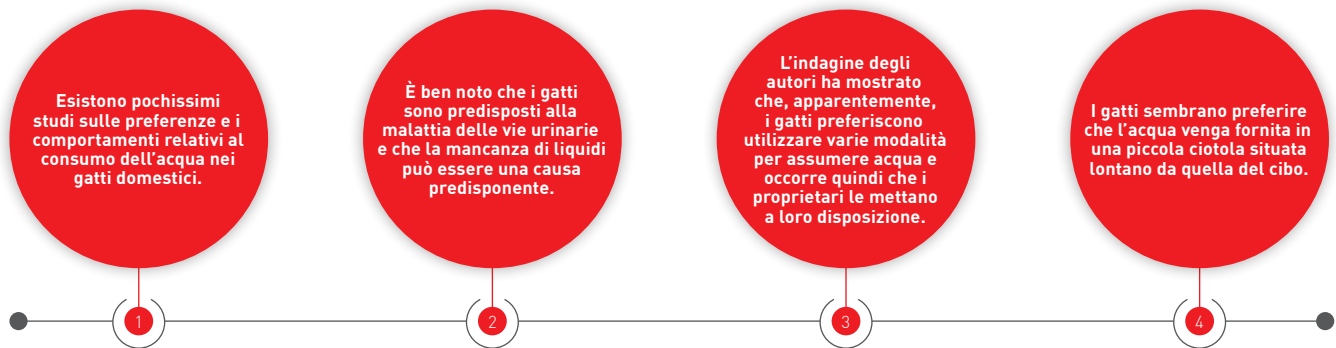 Esistono pochissimi
studi sulle preferenze e i
comportamenti relativi al
consumo dell'acqua nei
gatti domestici.
È ben noto che i gatti
sono predisposti alla
malattia delle vie urinarie
e che la mancanza di liquidi
può essere una causa
predisponente.
L'indagine degli
autori ha mostrato
che, apparentemente,
i gatti preferiscono
utilizzare varie modalità
per assumere acqua e
occorre quindi che i
proprietari le mettano
a loro disposizione.
I gatti sembrano preferire
che l'acqua venga fornita in
una piccola ciotola situata
lontano da quella del cibo.
1
2
3
4